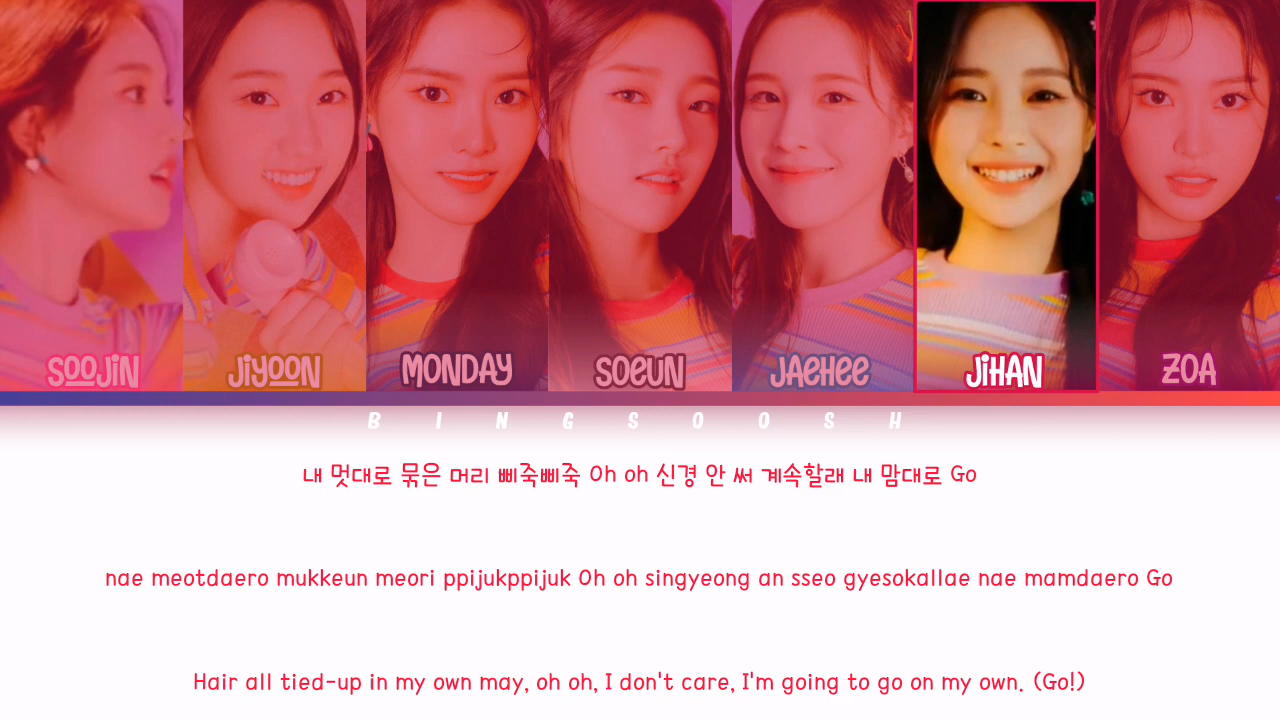 SOOJIN JIYOON MONDAY SOEUN JAEHEE JIHAN ZOA
BINGSOOSH
내 멋대로 묶은 머리 삐죽삐죽 Oh oh 신경 안 써 계속할래 내 맘대로 Go
nae meotdaero mukkeun meori ppijukppijuk Oh oh singyeong an sseo gyesokallae nae mamdaero Go
Hair all tied-up in my own may, oh oh, I don't care, I'm going to go on my own. (Go!)